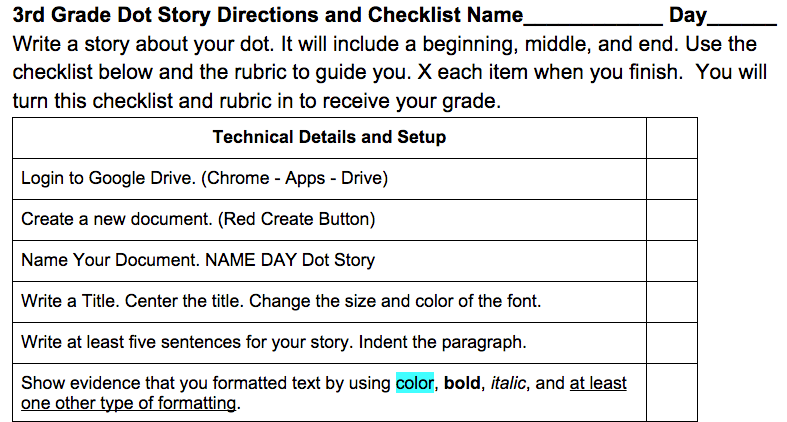 3rd Grade Dot Story Directions and Checklist Name____________ Day______
Write a story about your dot. It will include a beginning, middle, and end. Use the
checklist below and the rubric to guide you. X each item when you finish.  You will
turn this checklist and rubric in to receive your grade.
Technical Details and Setup
Login to Google Drive. (Chrome - Apps - Drive)
Create a new document. (Red Create Button)
Name Your Document. NAME DAY Dot Story
Write a Title. Center the title. Change the size and color of the font.
Write at least five sentences for your story. Indent the paragraph.
Show evidence that you formatted text by using color, bold, italic, and at least
one other type of formatting.